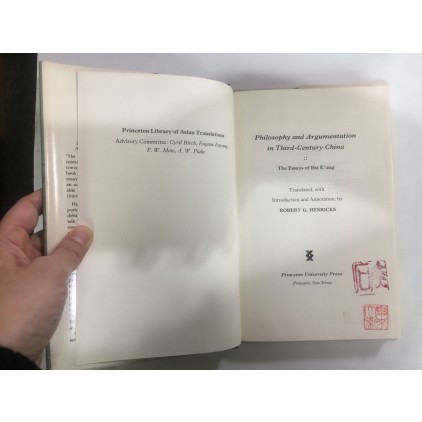 Princeton Library of Asian Translations
Advisory Committee: Cyril Birch, Eugene Eoyang,
F. W. Mote, A. W. Plaks
Philosophy and Argumentation
in Third-Century China
The Essays of Hsi K'ang
Translated, with
Introduction and Annotation, by
ROBERT G. HENRICKS
Princeton University Press
Princeton, New Jersey